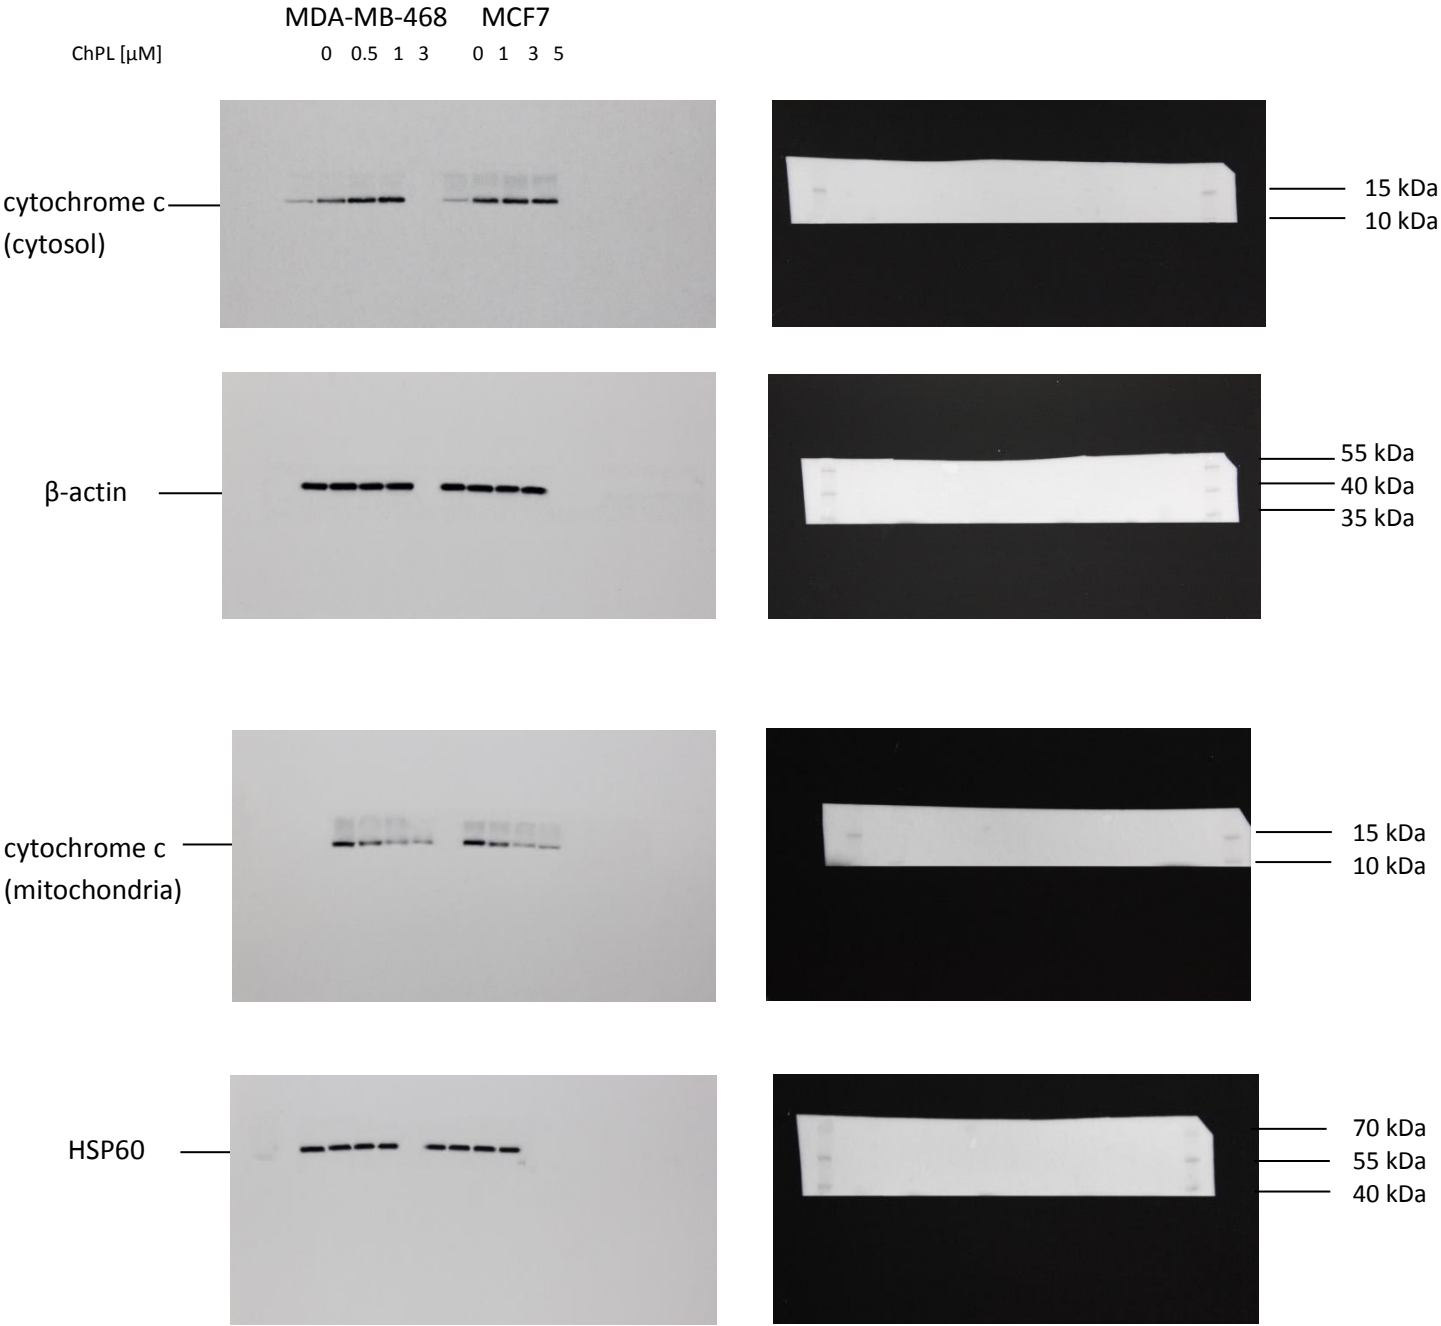 MDA-MB-468 MCF7
ChPL [µM] 0 0.5 1 3 0 1 3 5
cytochrome c
(cytosol)
15 kDa
10 kDa
β-actin
55 kDa
40 kDa
35 kDa
cytochrome c
(mitochondria)
15 kDa
10 kDa
HSP60
70 kDa
55 kDa
40 kDa